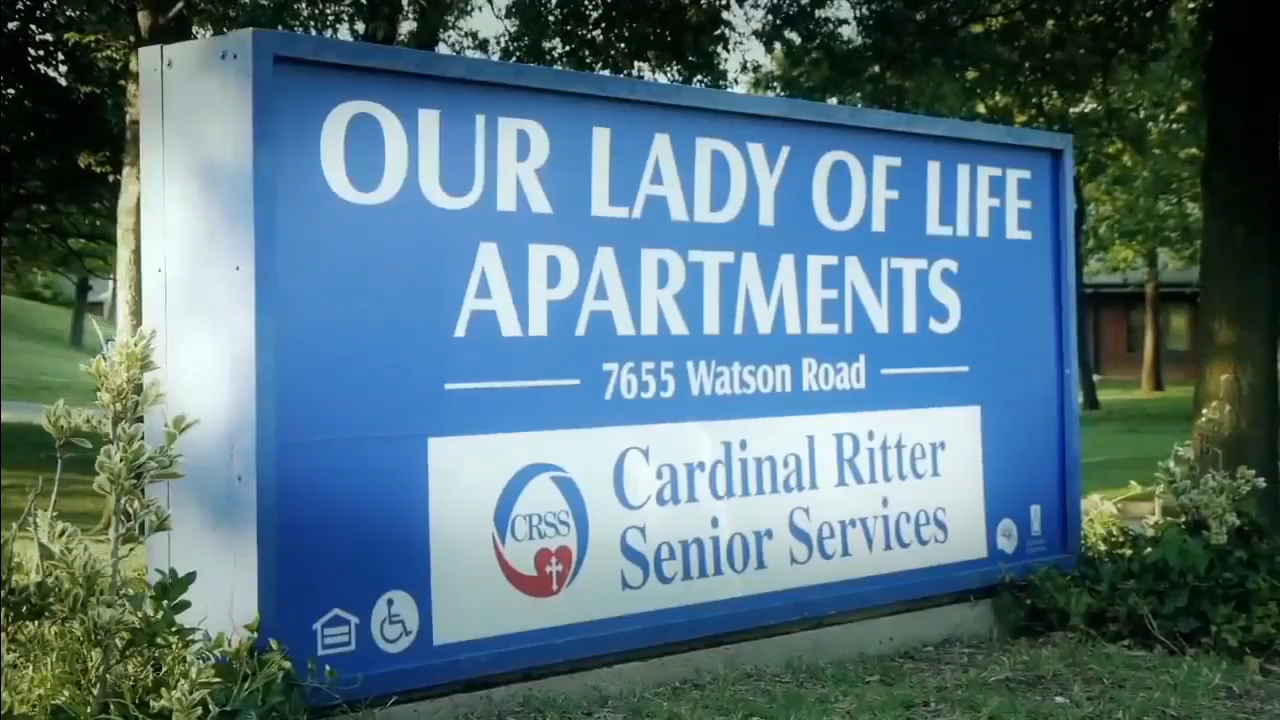 OUR LADY OF LIFE
APARTMENTS
7655 Watson Road
CRSS
Cardinal Ritter
Senior Services